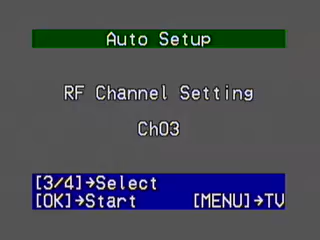 Auto Setup
RF Channel Setting
Ch03
[3/4]→Select
[OK]→Start [MENU]→TV